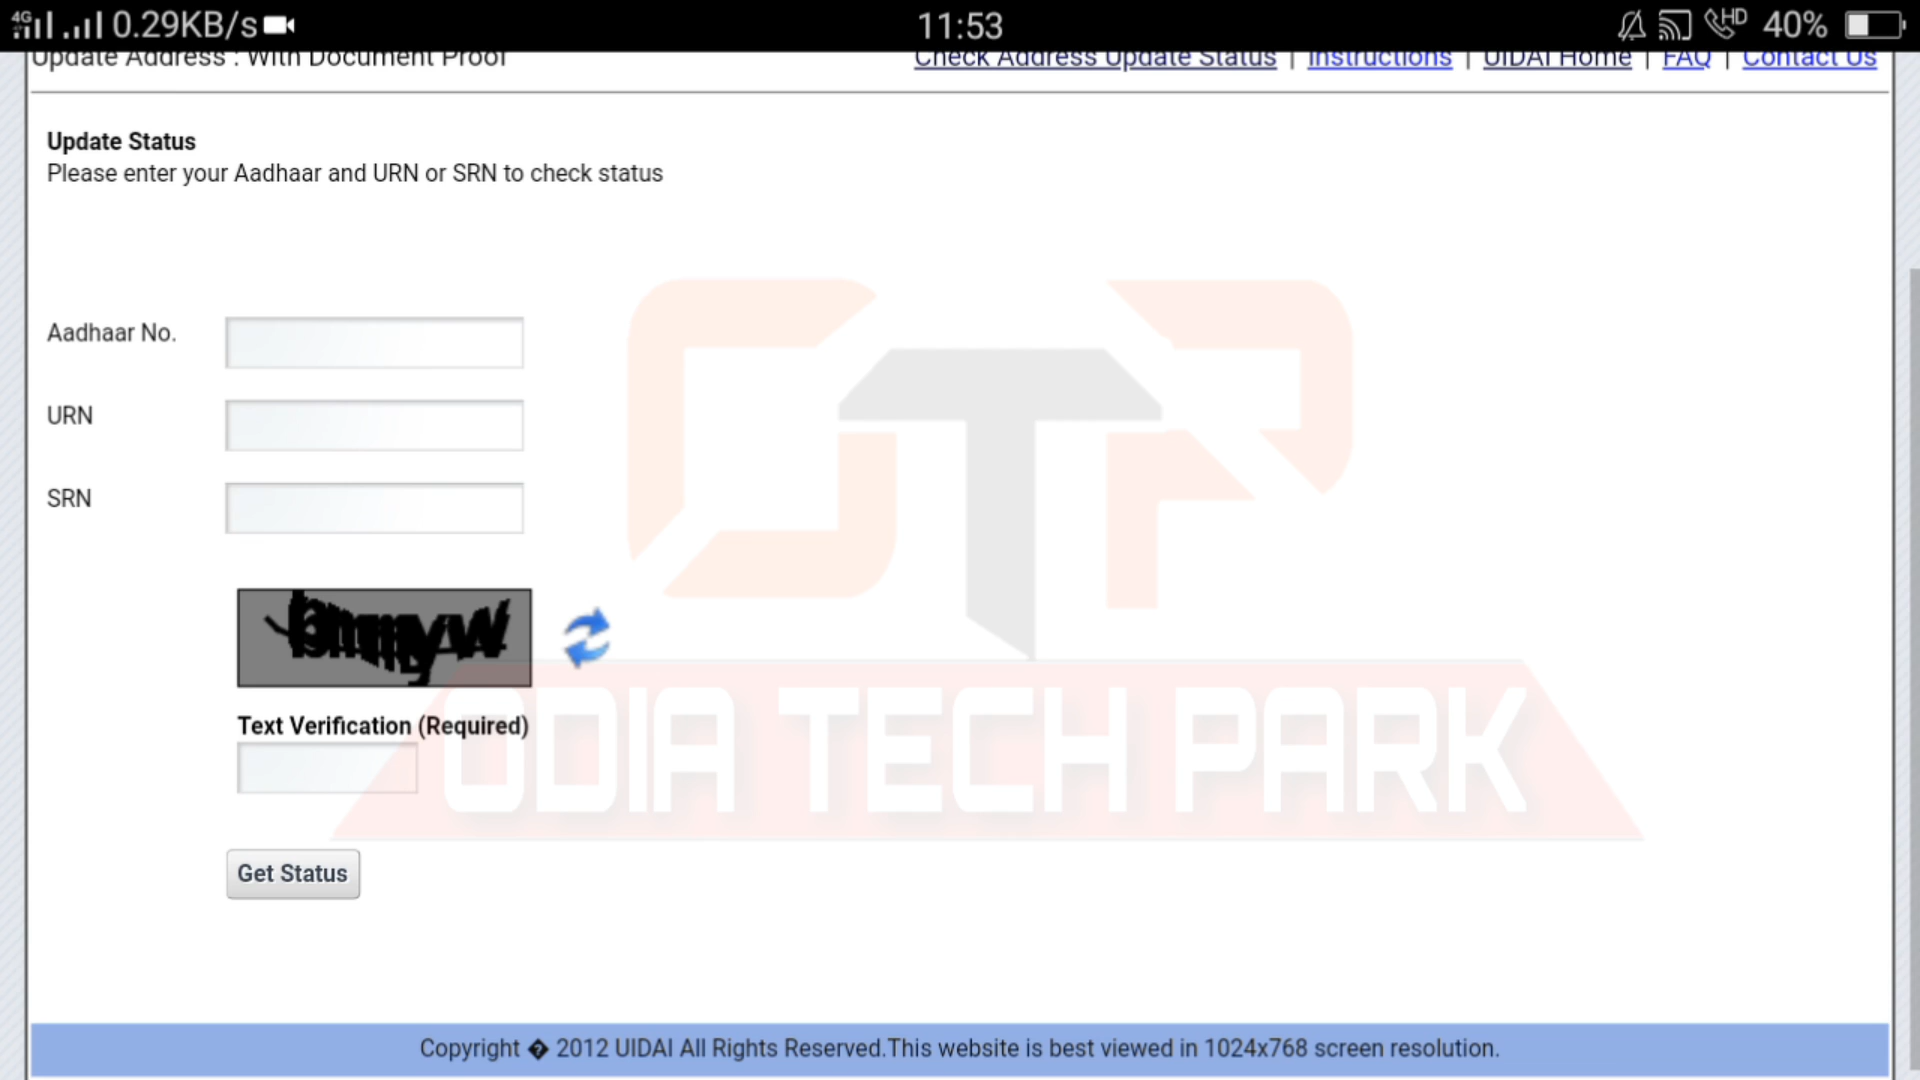 4G 0.29KB/s 11:53 HD 40%
Update Address : With Document Proof Check Address Update Status | Instructions | UIDAI Home | FAQ | Contact Us
Update Status
Please enter your Aadhaar and URN or SRN to check status
Aadhaar No.
URN
SRN
OTP
Text Verification (Required)
ODIA TECH PARK
Get Status
Copyright � 2012 UIDAI All Rights Reserved.This website is best viewed in 1024x768 screen resolution.